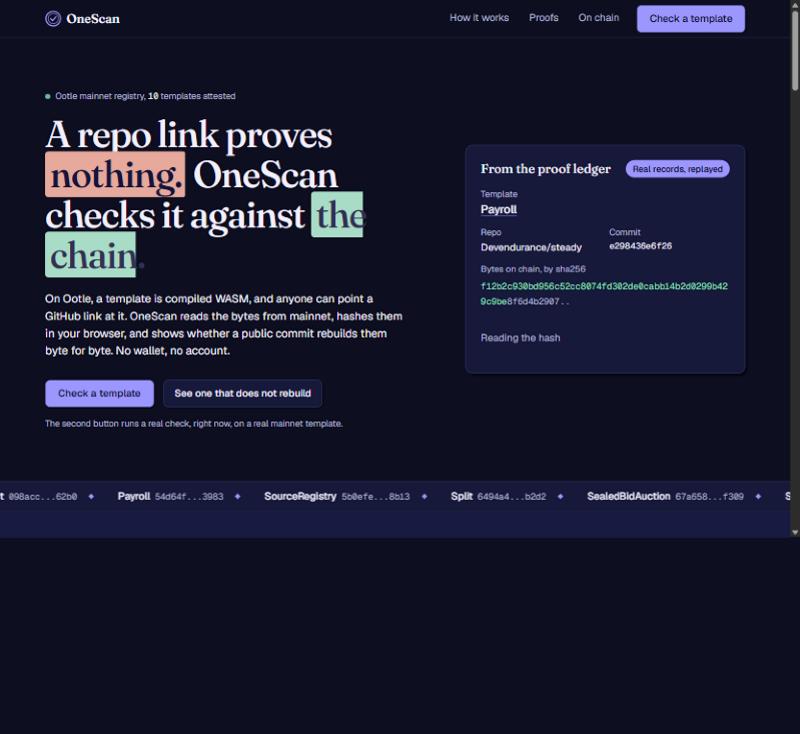 OneScan
How it works
Proofs
On chain
Check a template
Ootle mainnet registry, 10 templates attested
A repo link proves
nothing. OneScan
checks it against the
chain.
On Ootle, a template is compiled WASM, and anyone can point a
GitHub link at it. OneScan reads the bytes from mainnet, hashes them
in your browser, and shows whether a public commit rebuilds them
byte for byte. No wallet, no account.
Check a template
See one that does not rebuild
The second button runs a real check, right now, on a real mainnet template.
From the proof ledger
Real records, replayed
Template
Payroll
Repo
Commit
Devendurance/steady
e298436e6f26
Bytes on chain, by sha256
f12b2c930bd956c52cc8074fd302de0cabb14b2d0299b42
9c9be8f6d4b2907..
Reading the hash
t 098acc...62b0 ◆ Payroll 54d64f...3983 ◆ SourceRegistry 5b0efe...8b13 ◆ Split 6494a4...b2d2 ◆ SealedBidAuction 67a658...f309 ◆ S